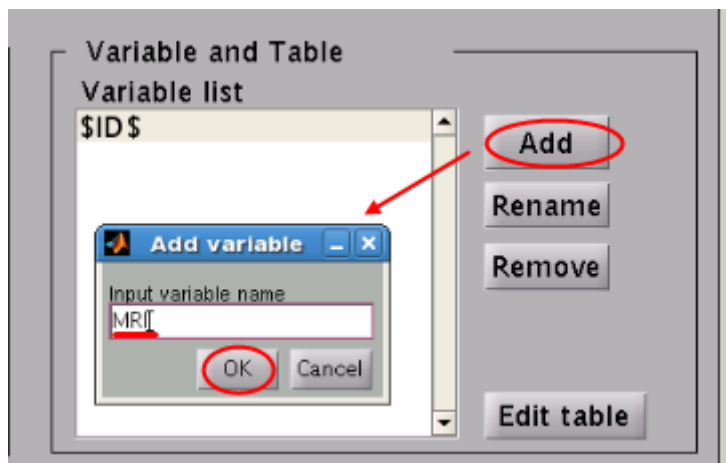 Variable and Table
Variable list
$ID$
Add
Rename
Remove
Add variable
Input variable name
MRI
OK Cancel
Edit table